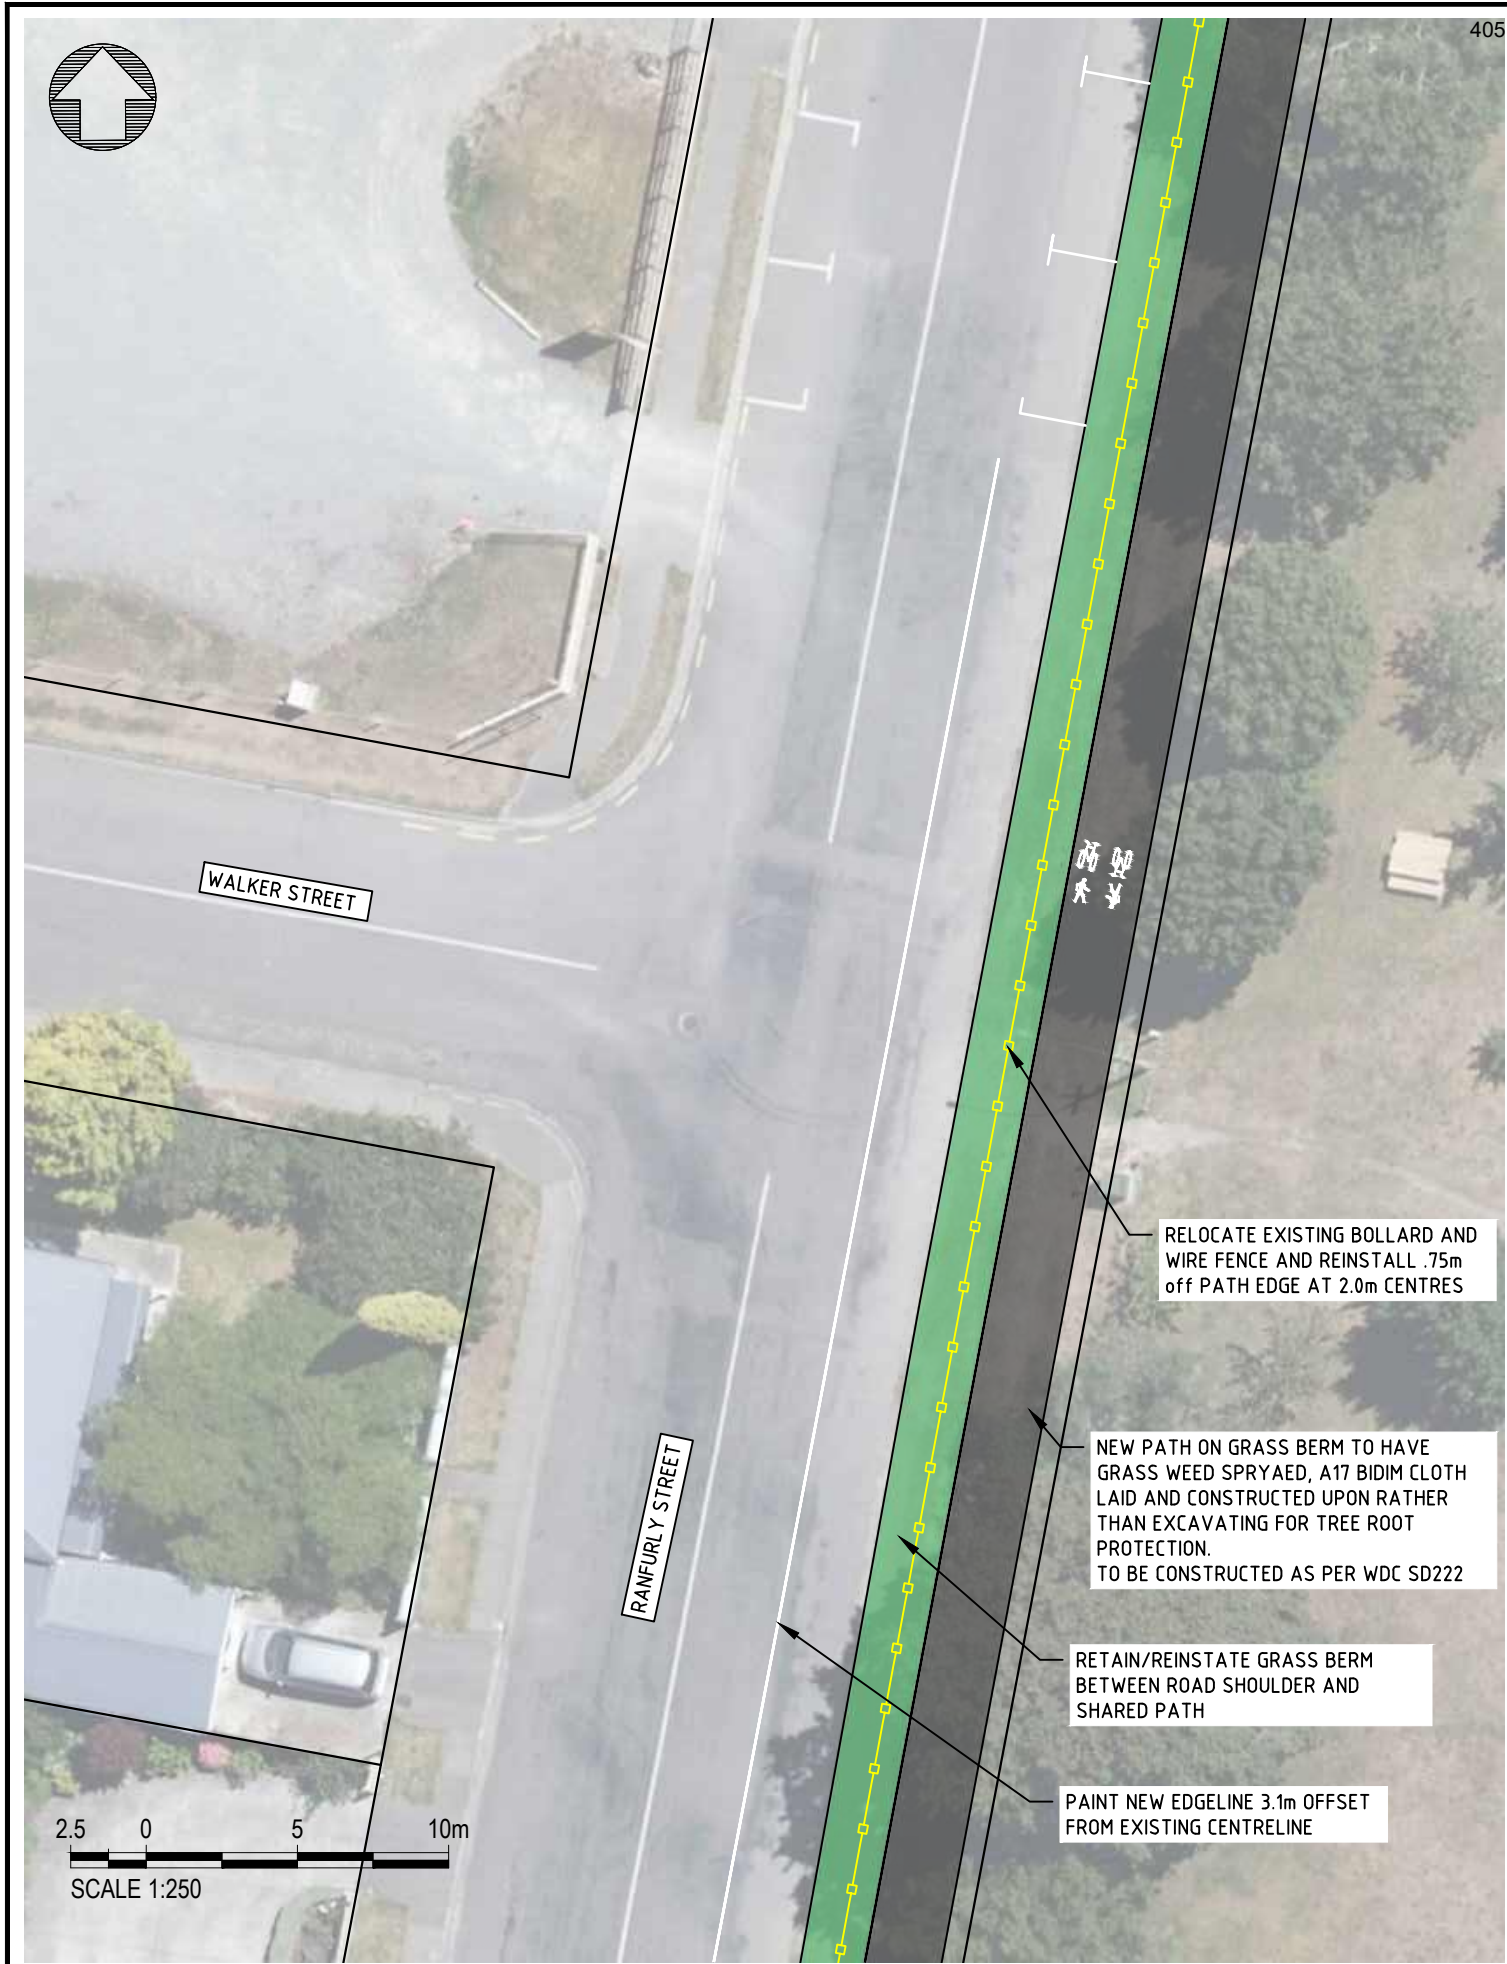 405
WALKER STREET
RELOCATE EXISTING BOLLARD AND
WIRE FENCE AND REINSTALL .75m
off PATH EDGE AT 2.0m CENTRES
NEW PATH ON GRASS BERM TO HAVE
GRASS WEED SPRYAED, A17 BIDIM CLOTH
LAID AND CONSTRUCTED UPON RATHER
THAN EXCAVATING FOR TREE ROOT
PROTECTION.
TO BE CONSTRUCTED AS PER WDC SD222
RANFURLY STREET
RETAIN/REINSTATE GRASS BERM
BETWEEN ROAD SHOULDER AND
SHARED PATH
PAINT NEW EDGELINE 3.1m OFFSET
FROM EXISTING CENTRELINE
2.5 0 5 10m
SCALE 1:250